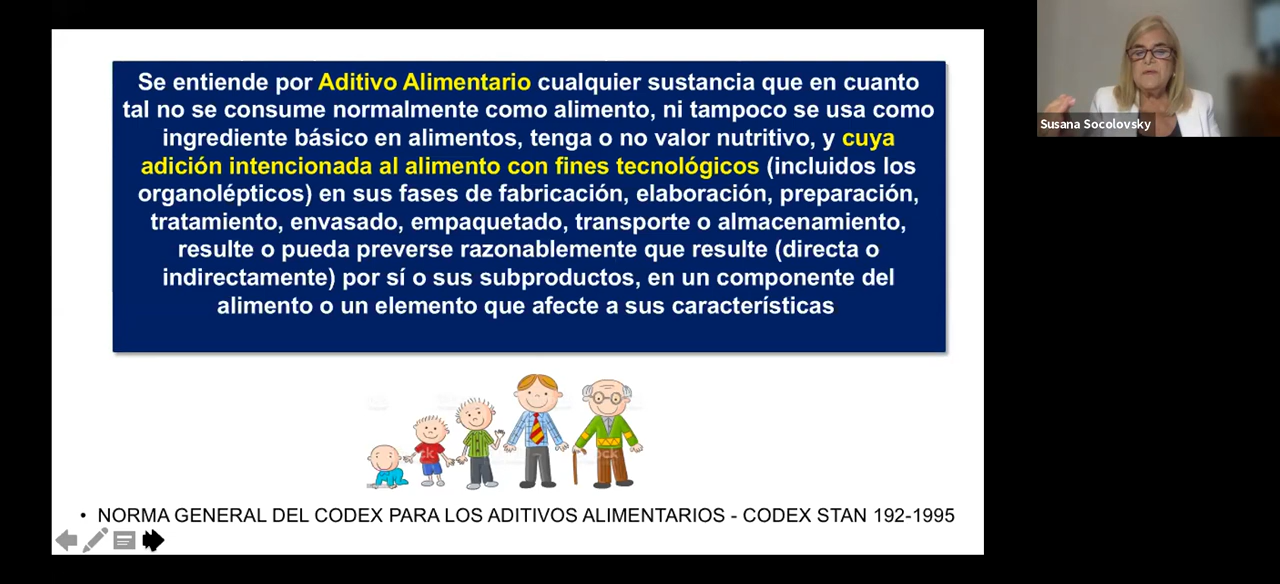 Se entiende por Aditivo Alimentario cualquier sustancia que en cuanto
tal no se consume normalmente como alimento, ni tampoco se usa como
ingrediente básico en alimentos, tenga o no valor nutritivo, y cuya
adición intencionada al alimento con fines tecnológicos (incluidos los
organolépticos) en sus fases de fabricación, elaboración, preparación,
tratamiento, envasado, empaquetado, transporte o almacenamiento,
resulte o pueda preverse razonablemente que resulte (directa o
indirectamente) por sí o sus subproductos, en un componente del
alimento o un elemento que afecte a sus características
• NORMA GENERAL DEL CODEX PARA LOS ADITIVOS ALIMENTARIOS - CODEX STAN 192-1995
Susana Socolovsky